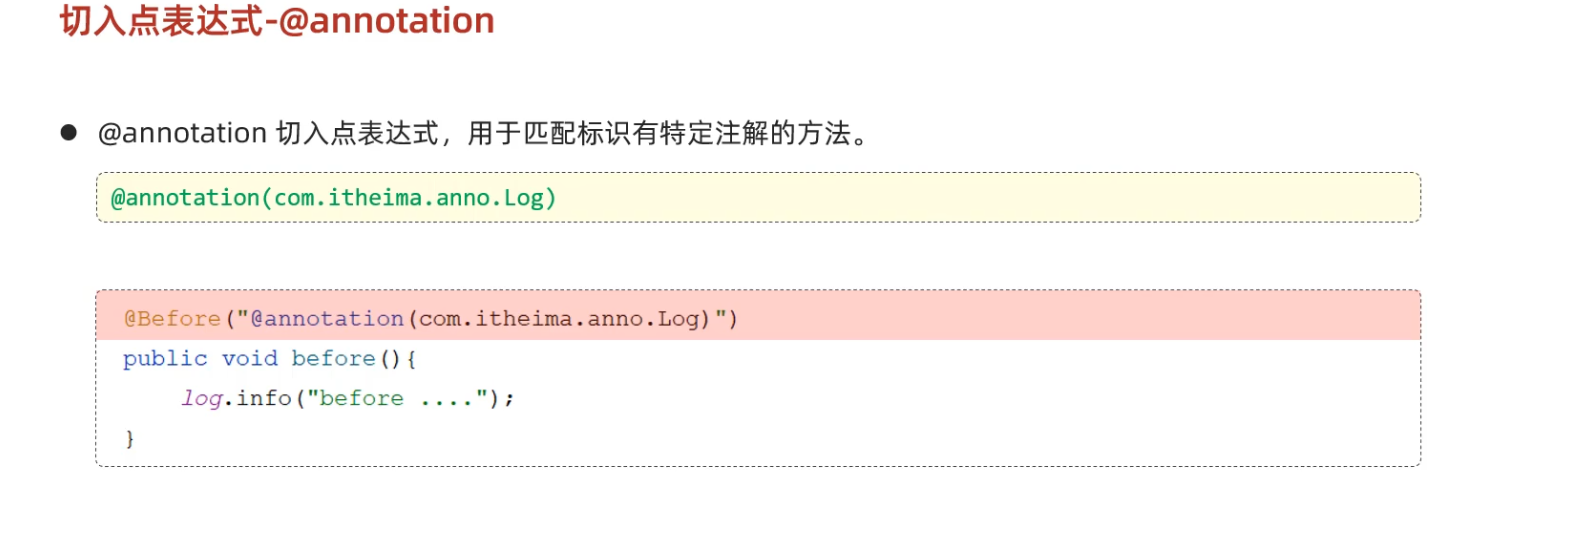 切入点表达式-@annotation
● @annotation 切入点表达式，用于匹配标识有特定注解的方法。
@annotation(com.itheima.anno.Log)
@Before("@annotation(com.itheima.anno.Log)")
public void before(){
    log.info("before ....");
}